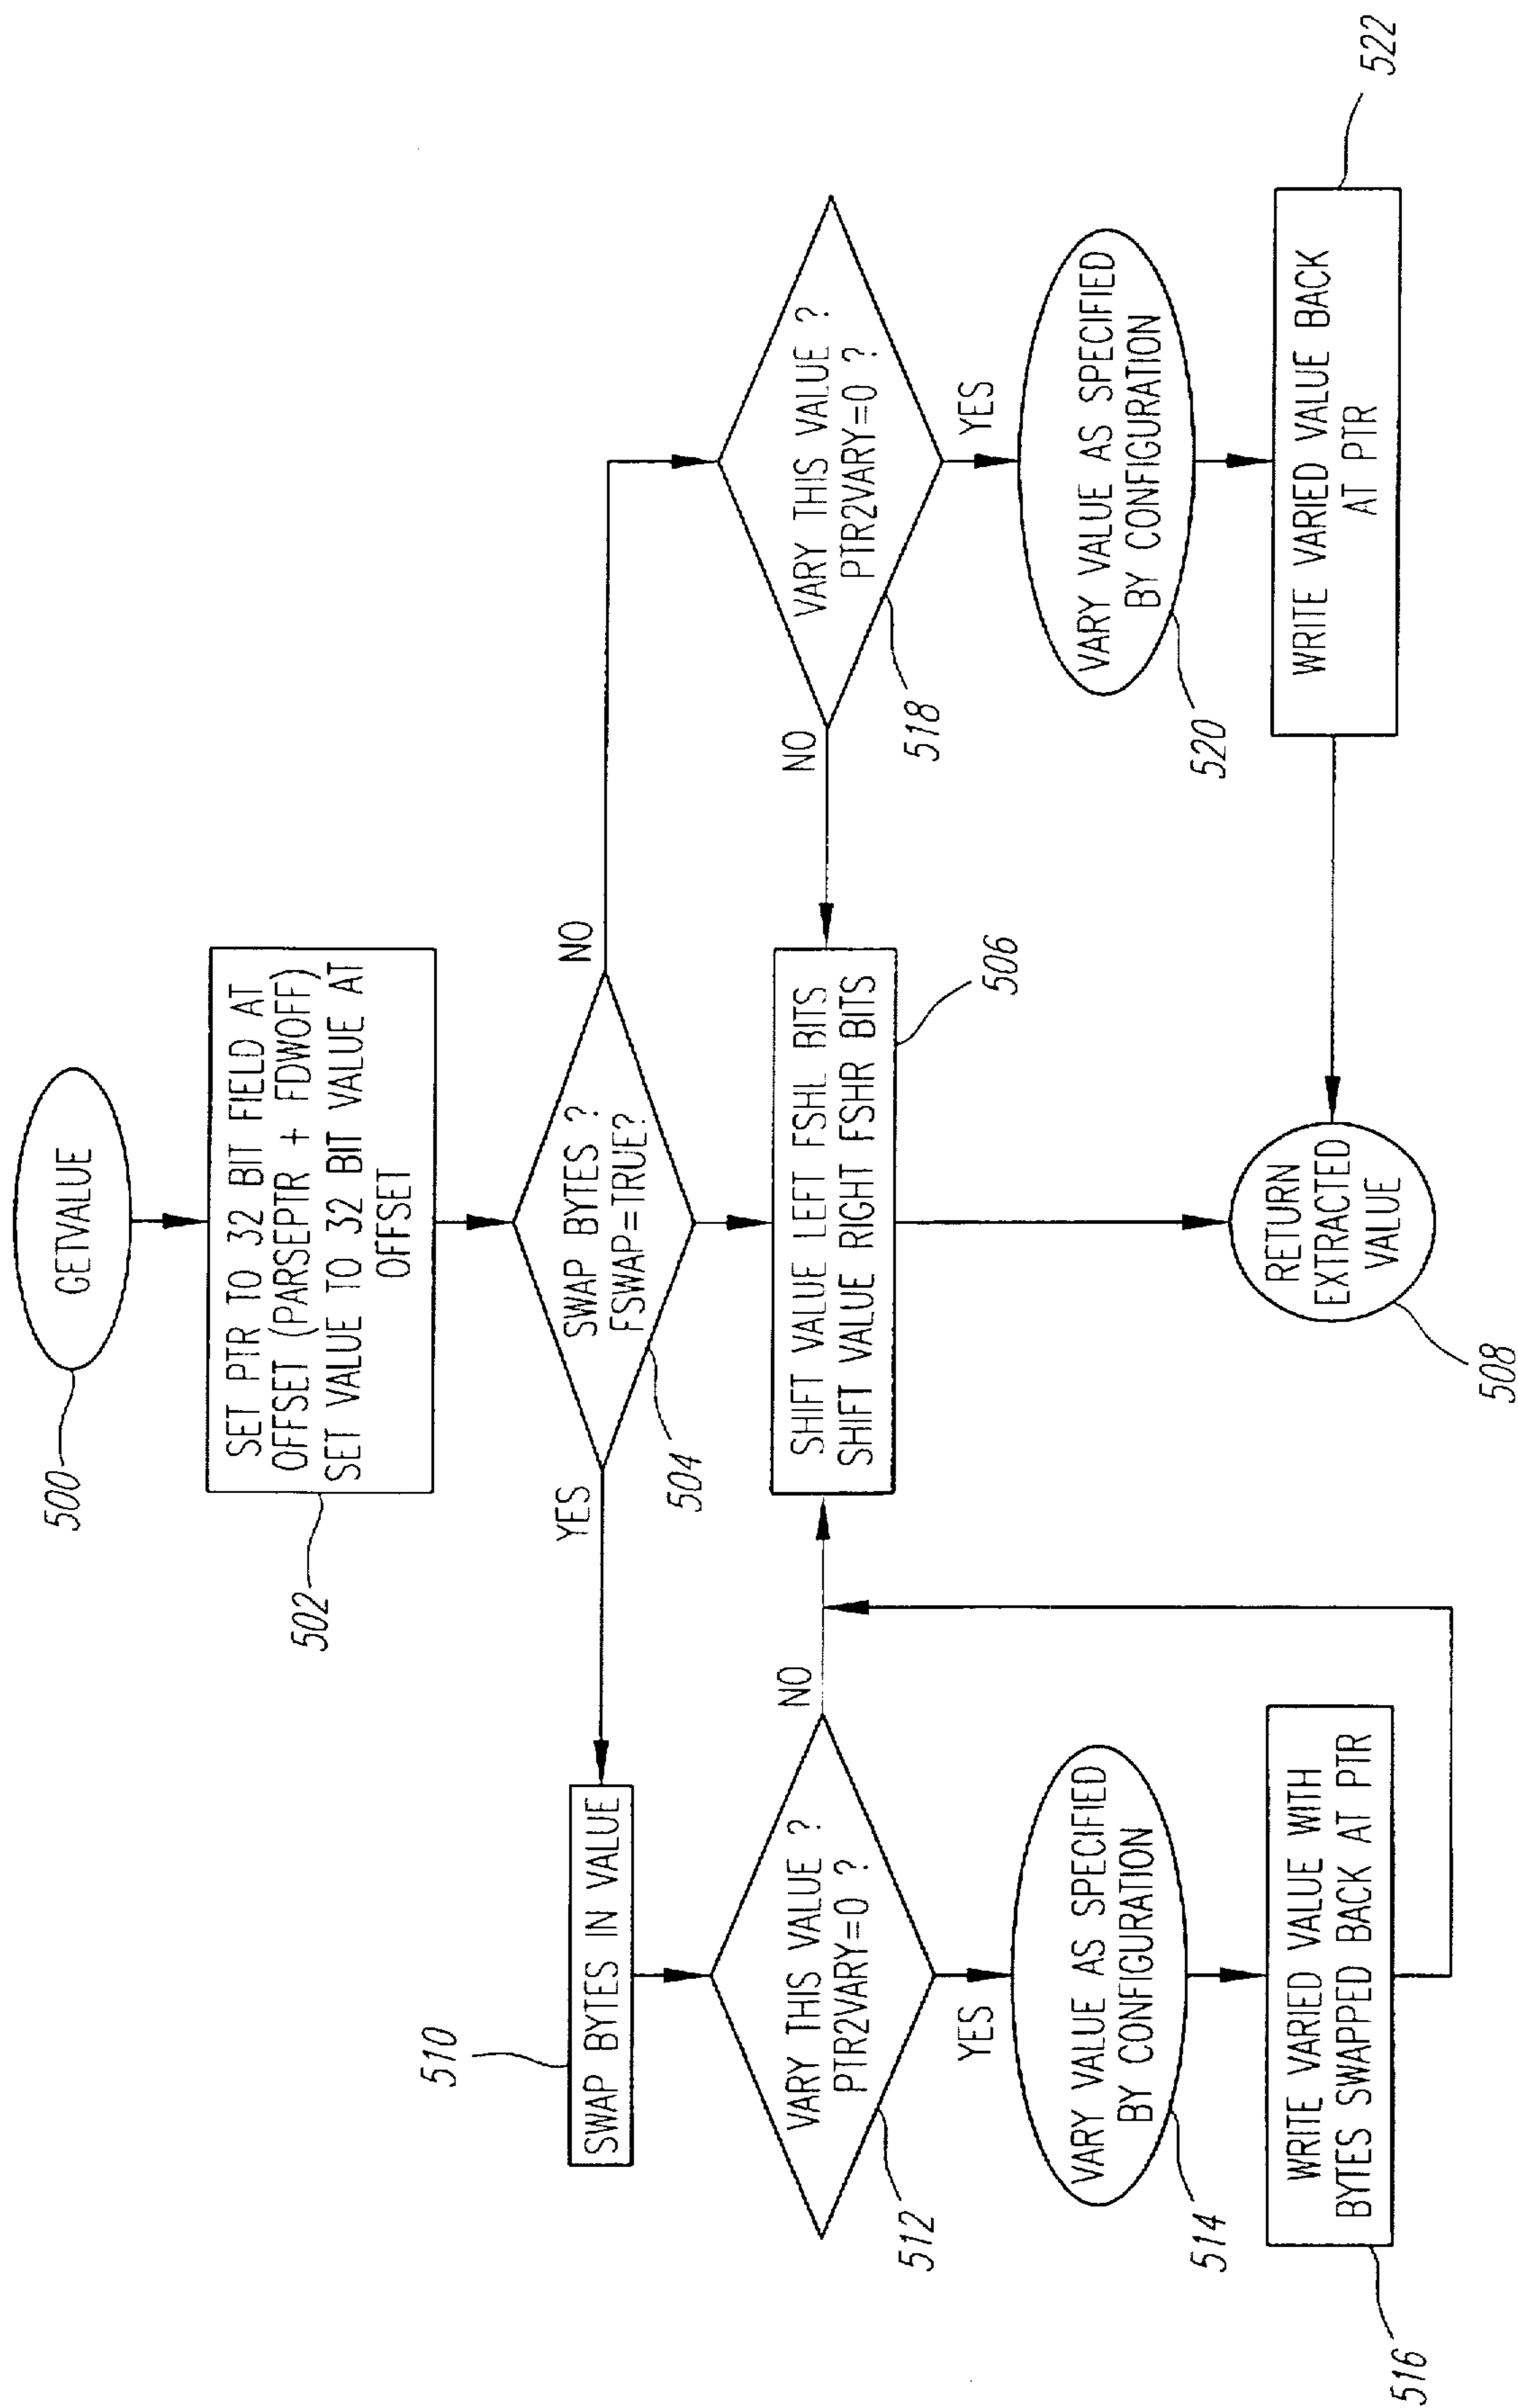 GETVALUE
500
SET PTR TO 32 BIT FIELD AT
OFFSET (PARSEPTR + FDWOFF)
SET VALUE TO 32 BIT VALUE AT
OFFSET
502
SWAP BYTES ?
FSWAP=TRUE?
504
YES
NO
510
SWAP BYTES IN VALUE
VARY THIS VALUE ?
PTR2VARY=0 ?
512
NO
YES
VARY VALUE AS SPECIFIED
BY CONFIGURATION
514
WRITE VARIED VALUE WITH
BYTES SWAPPED BACK AT PTR
516
SHIFT VALUE LEFT FSHL BITS
SHIFT VALUE RIGHT FSHR BITS
506
RETURN
EXTRACTED
VALUE
508
VARY THIS VALUE ?
PTR2VARY=0 ?
518
NO
YES
VARY VALUE AS SPECIFIED
BY CONFIGURATION
520
WRITE VARIED VALUE BACK
AT PTR
522